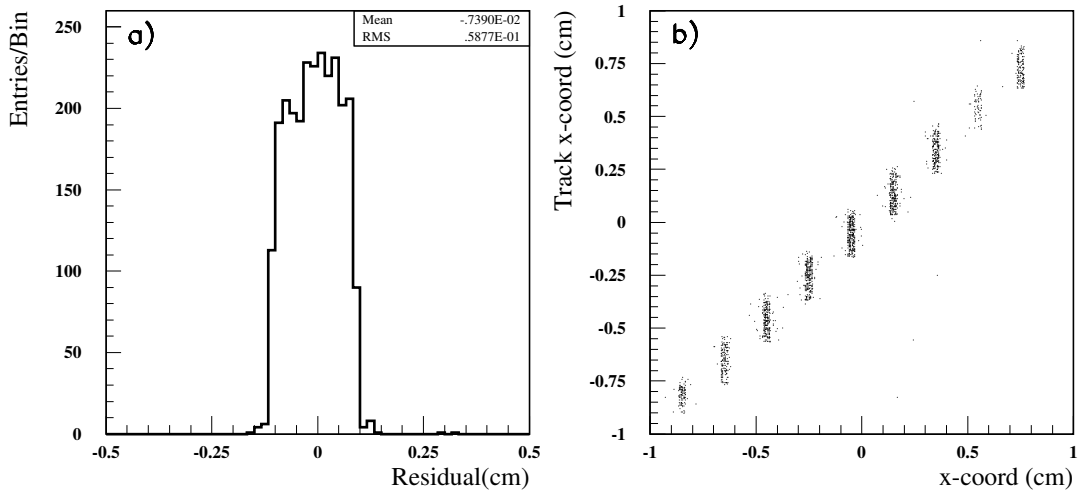 a)
Mean -.7390E-02
RMS .5877E-01
Entries/Bin
250
200
150
100
50
0
-0.5 -0.25 0 0.25 0.5
Residual(cm)
b)
Track x-coord (cm)
1
0.75
0.5
0.25
0
-0.25
-0.5
-0.75
-1
-1 -0.5 0 0.5 1
x-coord (cm)